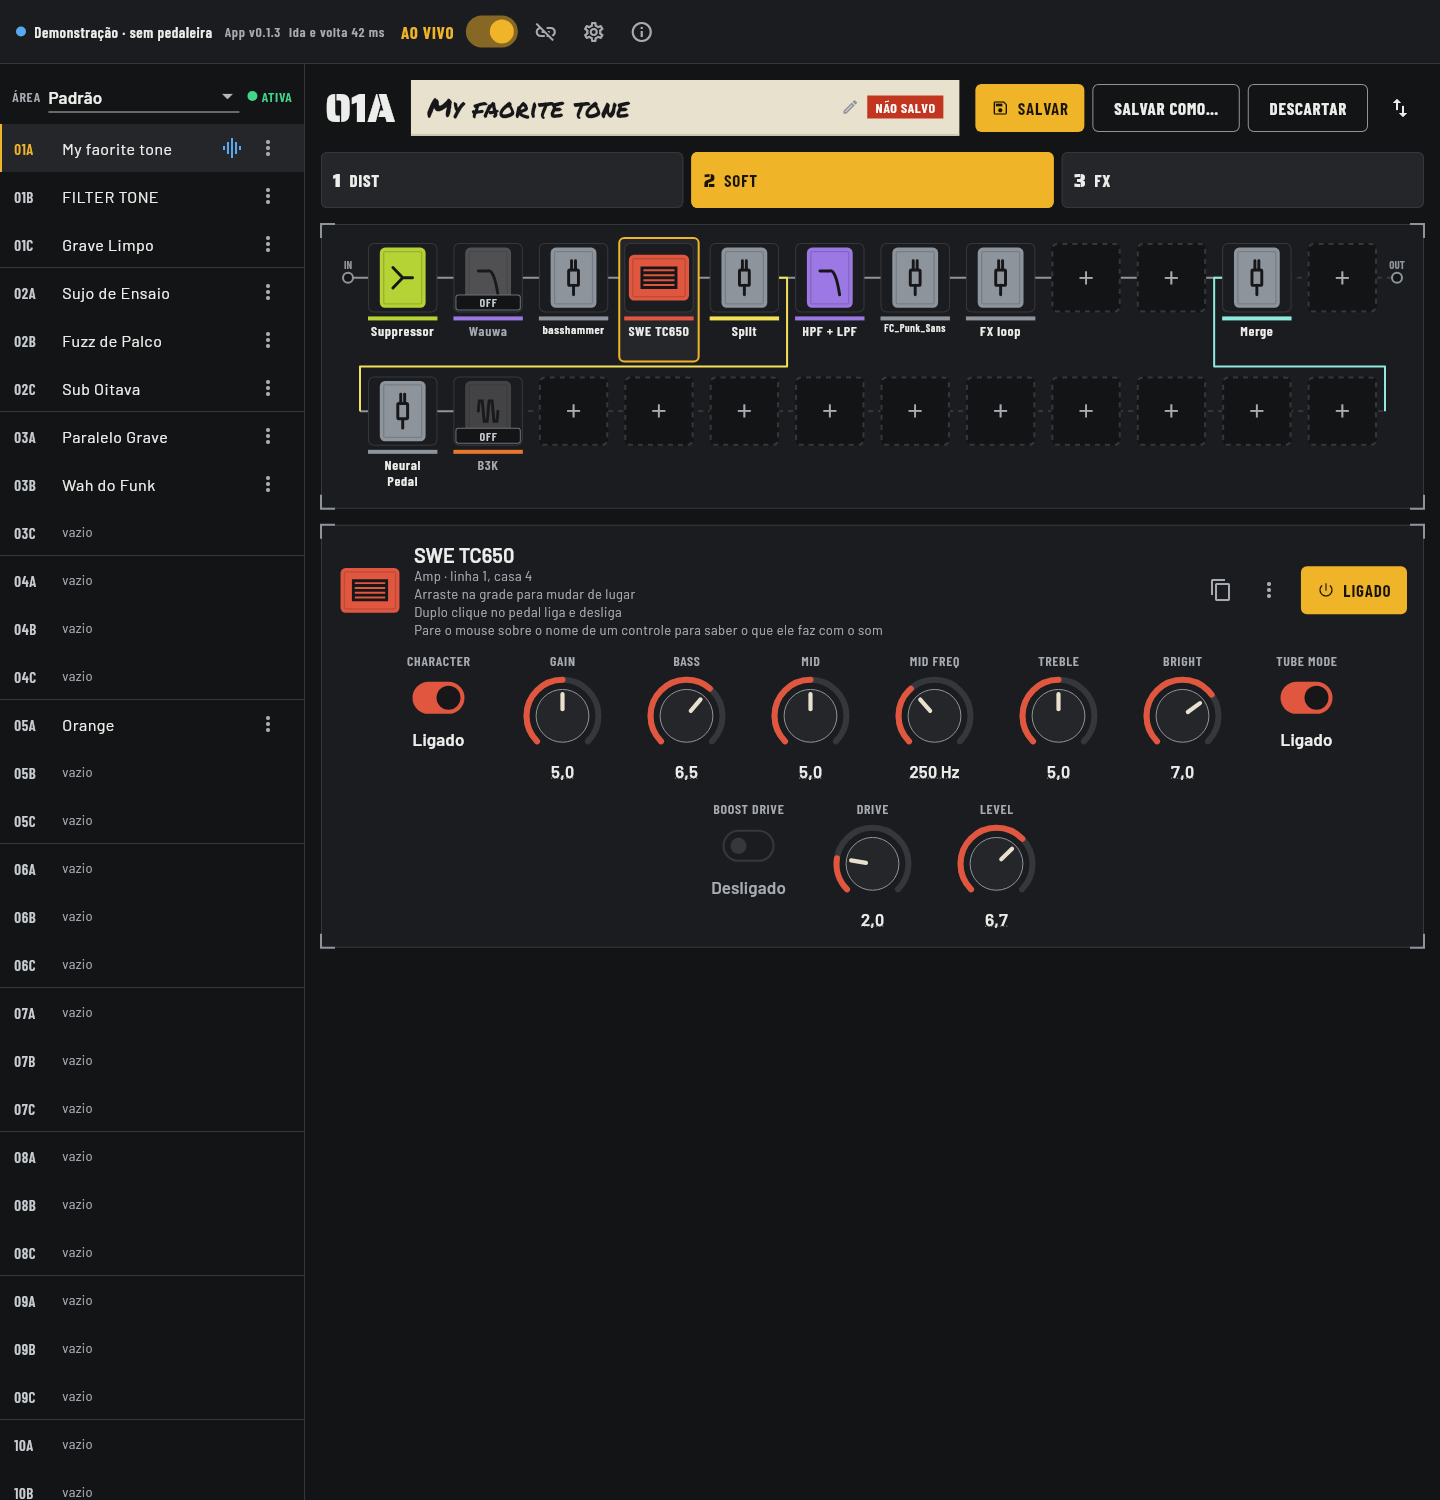 Demonstração · sem pedaleira App v0.1.3 Ida e volta 42 ms AO VIVO
ÁREA Padrão ATIVA
01A My faorite tone
01B FILTER TONE
01C Grave Limpo
02A Sujo de Ensaio
02B Fuzz de Palco
02C Sub Oitava
03A Paralelo Grave
03B Wah do Funk
03C vazio
04A vazio
04B vazio
04C vazio
05A Orange
05B vazio
05C vazio
06A vazio
06B vazio
06C vazio
07A vazio
07B vazio
07C vazio
08A vazio
08B vazio
08C vazio
09A vazio
09B vazio
09C vazio
10A vazio
10B vazio
01A My faorite tone NÃO SALVO SALVAR SALVAR COMO... DESCARTAR
1 DIST 2 SOFT 3 FX
IN OUT
OFF
Suppressor Wauwa basshammer SWE TC650 Split HPF + LPF FC_Punk_Sans FX loop Merge
OFF
Neural Pedal B3K
SWE TC650
Amp · linha 1, casa 4
Arraste na grade para mudar de lugar
Duplo clique no pedal liga e desliga
Pare o mouse sobre o nome de um controle para saber o que ele faz com o som
LIGADO
CHARACTER GAIN BASS MID MID FREQ TREBLE BRIGHT TUBE MODE
Ligado 5,0 6,5 5,0 250 Hz 5,0 7,0 Ligado
BOOST DRIVE DRIVE LEVEL
Desligado 2,0 6,7